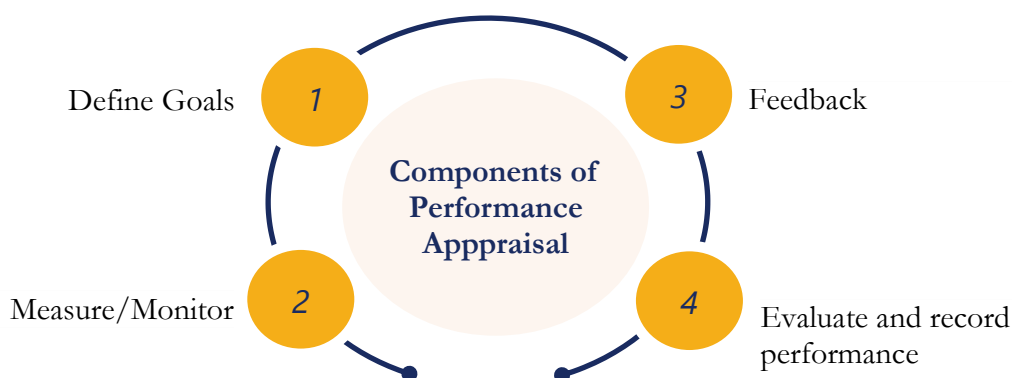 1
Define Goals
2
Measure/Monitor
3
Feedback
4
Evaluate and record
performance
Components of
Performance
Apppraisal